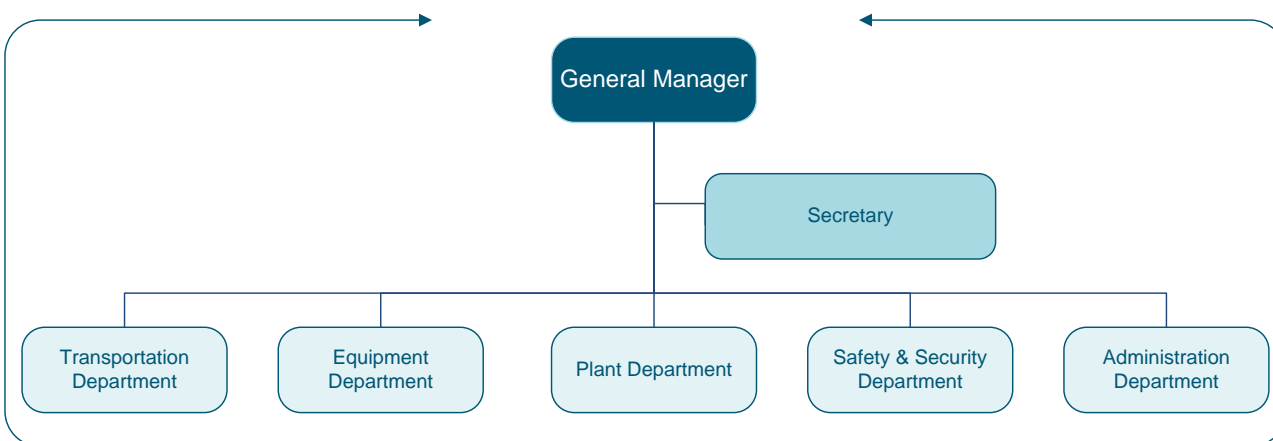 General Manager
Secretary
Transportation
Department
Equipment
Department
Plant Department
Safety & Security
Department
Administration
Department